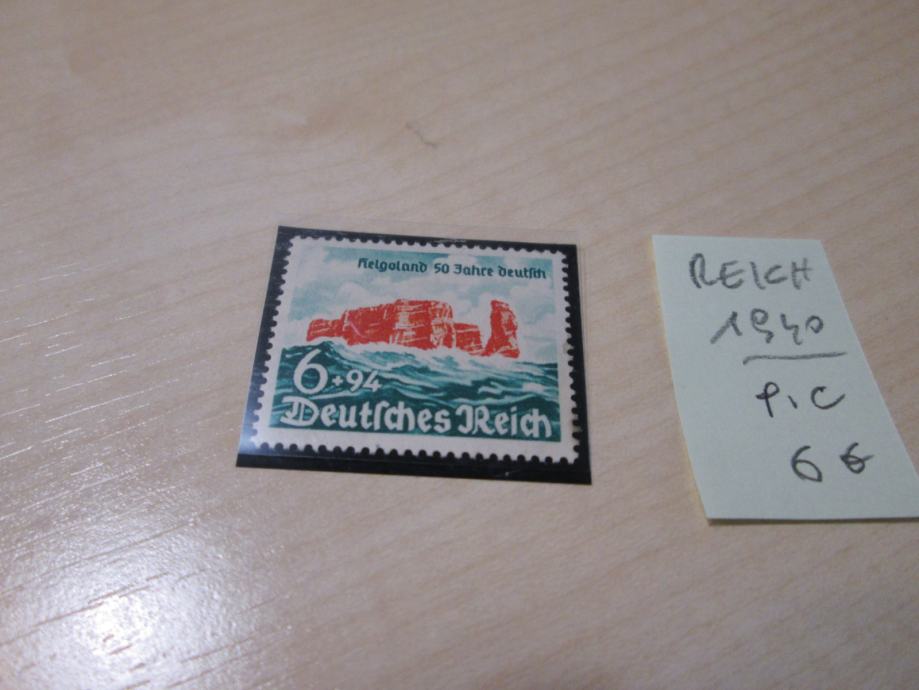 Helgoland 50 Jahre deutsch
6+94
Deutsches Reich
REICH
1940
P.C
6 €